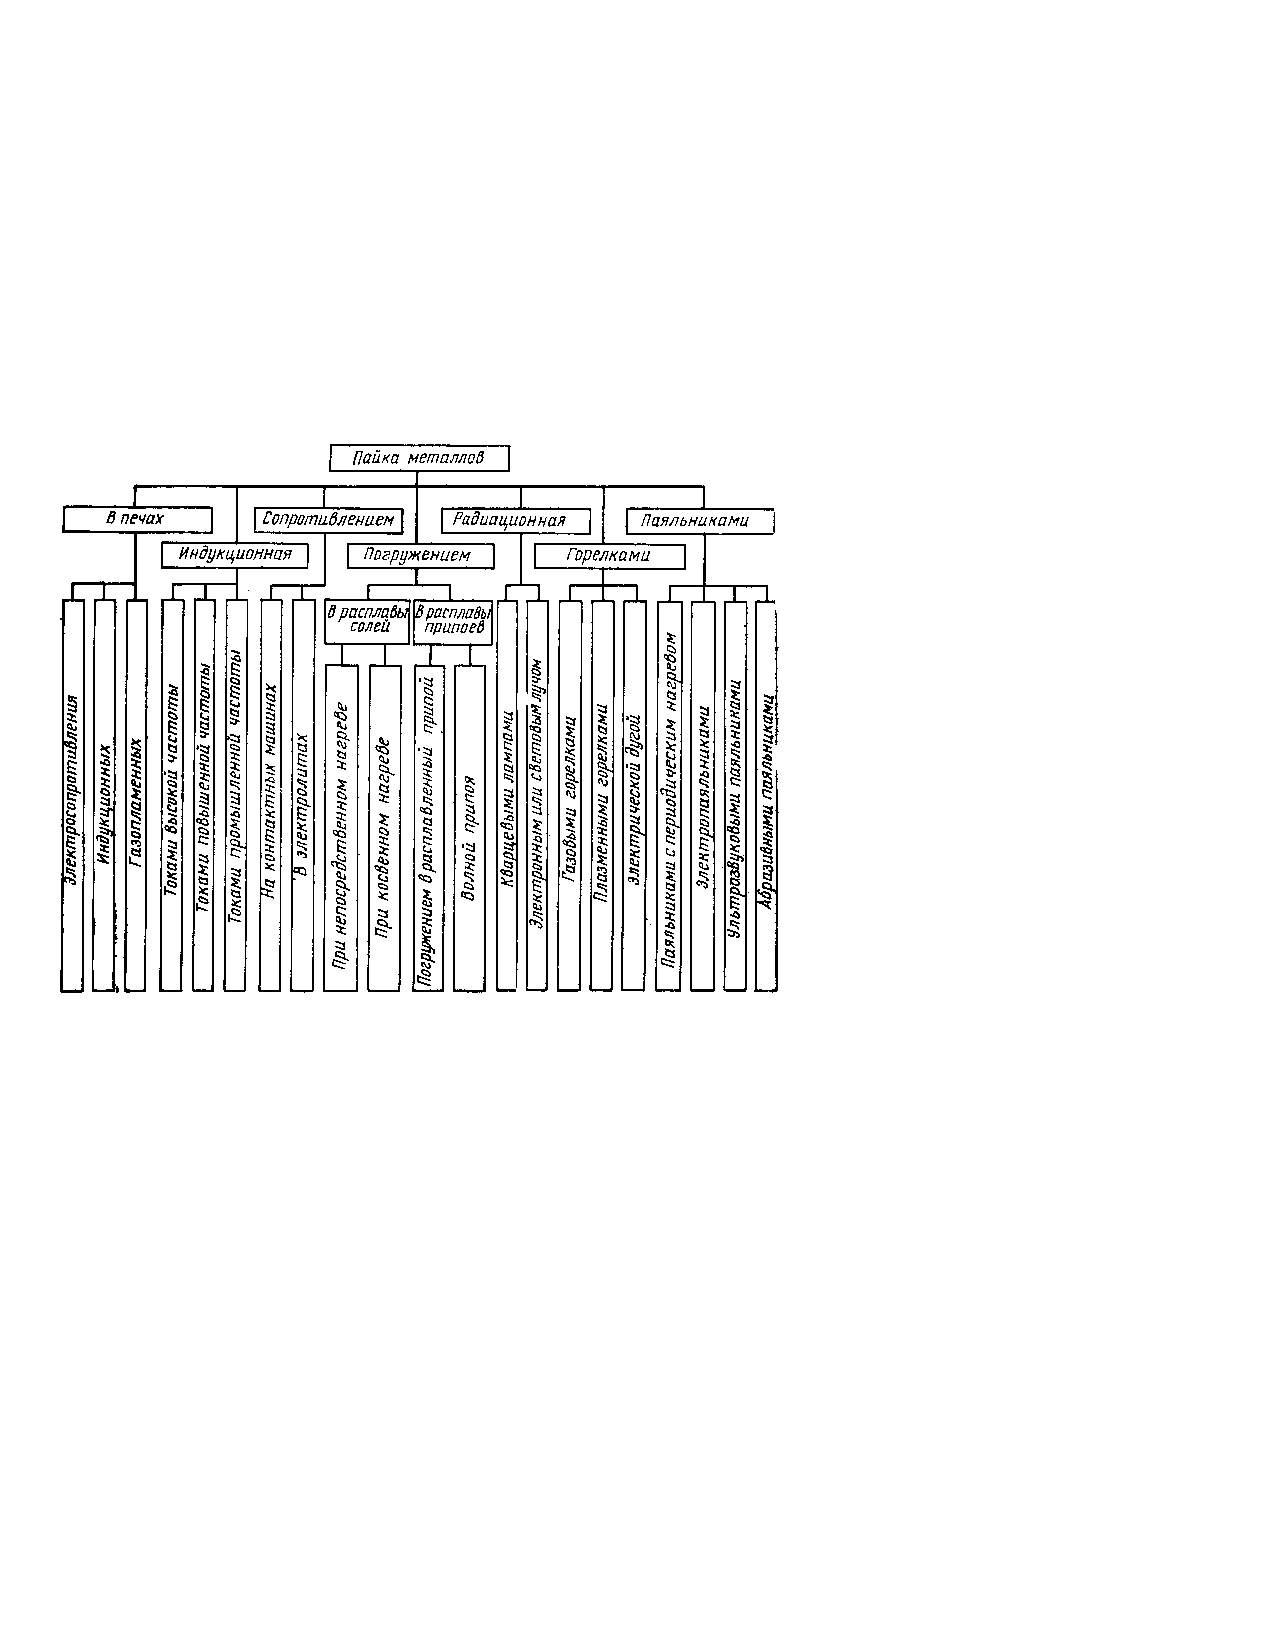 Пайка металлов
В печах
Сопротивлением
Радиационная
Паяльниками
Индукционная
Погружением
Горелками
В расплавы
солей
В расплавы
припоев
Электросопротивления
Индукционных
Газопламенных
Токами высокой частоты
Токами повышенной частоты
Токами промышленной частоты
На контактных машинах
В электролитах
При непосредственном нагреве
При косвенном нагреве
Погружением в расплавленный припой
Волной припоя
Кварцевыми лампами
Электронным или световым лучом
Газовыми горелками
Плазменными горелками
Электрической дугой
Паяльниками с периодическим нагревом
Электропаяльниками
Ультразвуковыми паяльниками
Абразивными паяльниками